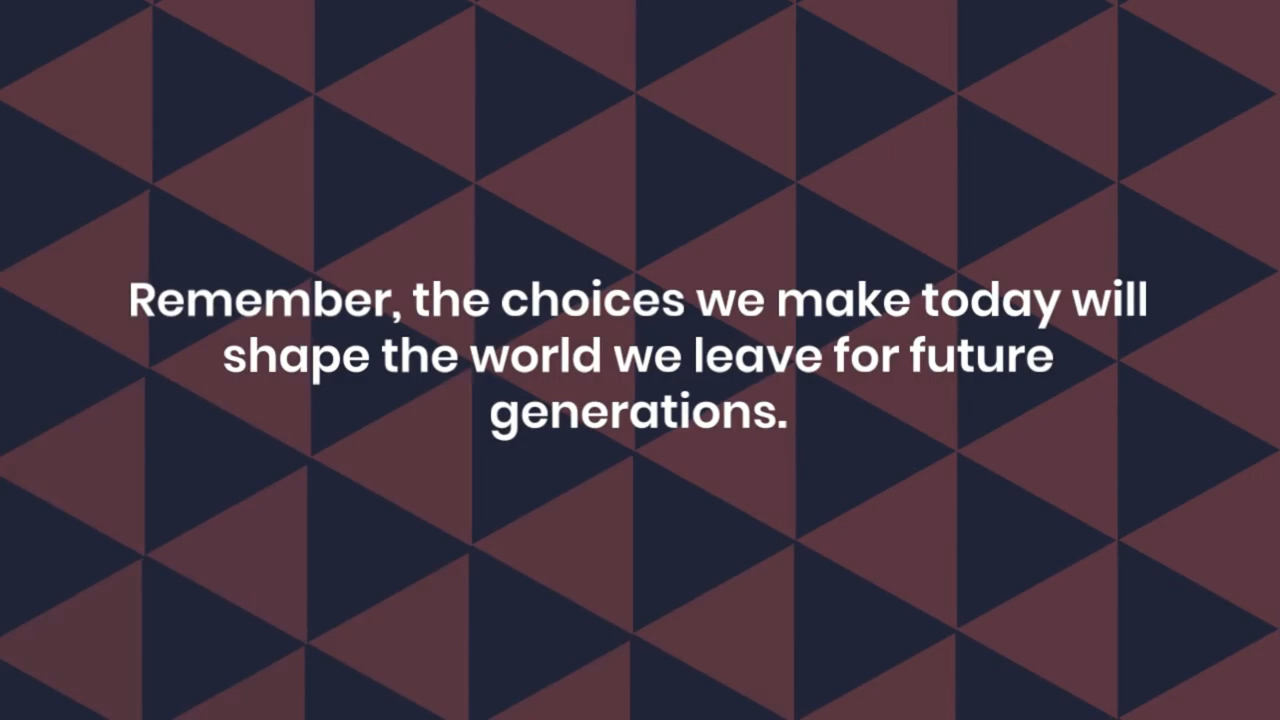 Remember, the choices we make today will
shape the world we leave for future
generations.